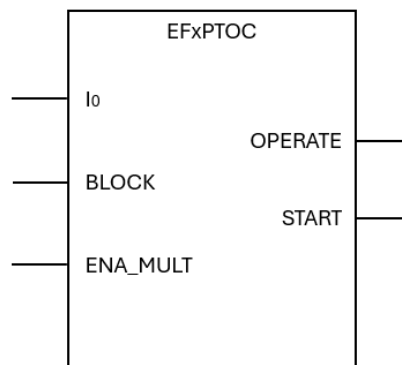 EFxPTOC
I₀
OPERATE
BLOCK
START
ENA_MULT